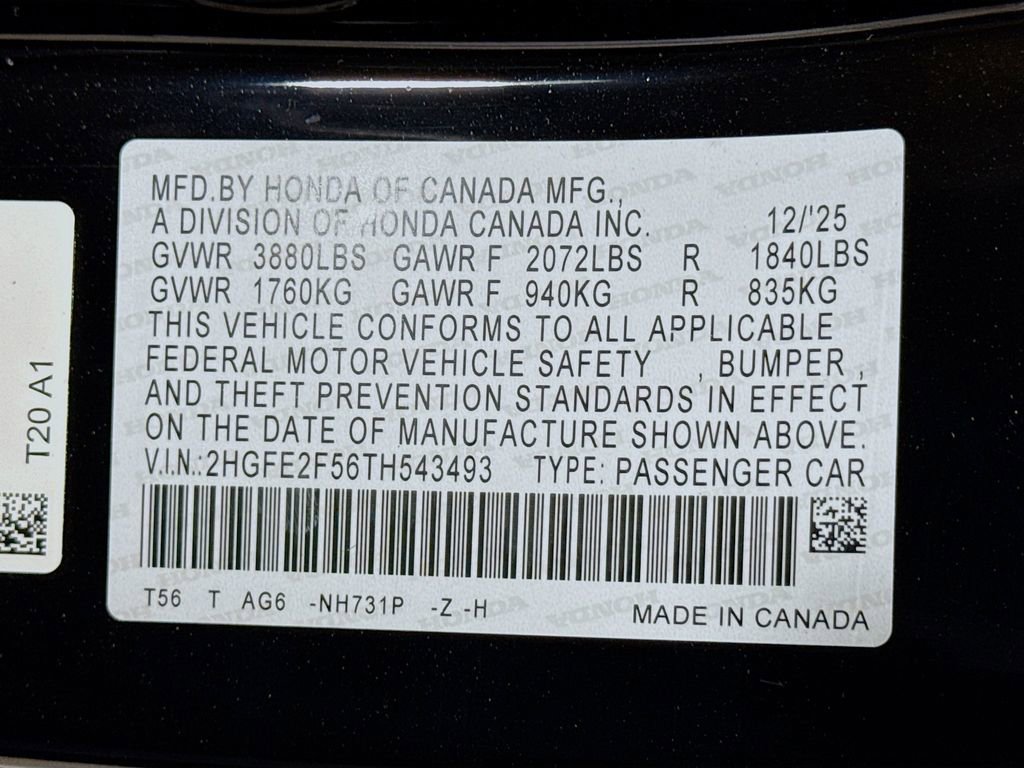 MFD.BY HONDA OF CANADA MFG.,
A DIVISION OF HONDA CANADA INC. 12/'25
GVWR 3880LBS GAWR F 2072LBS R 1840LBS
GVWR 1760KG GAWR F 940KG R 835KG
THIS VEHICLE CONFORMS TO ALL APPLICABLE
FEDERAL MOTOR VEHICLE SAFETY , BUMPER ,
AND THEFT PREVENTION STANDARDS IN EFFECT
ON THE DATE OF MANUFACTURE SHOWN ABOVE.
V.I.N.:2HGFE2F56TH543493 TYPE: PASSENGER CAR
T56 T AG6 -NH731P -Z -H
MADE IN CANADA
T20 A1